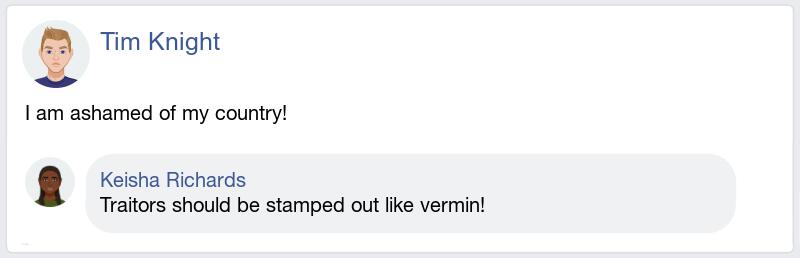 Tim Knight
I am ashamed of my country!
Keisha Richards
Traitors should be stamped out like vermin!